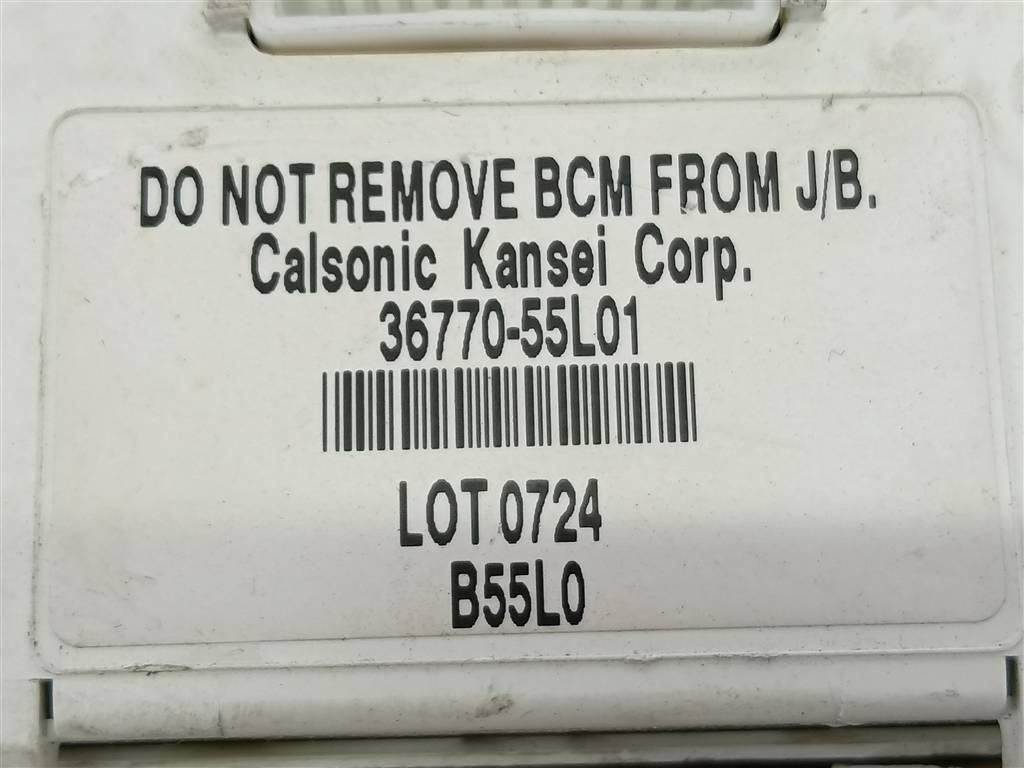 DO NOT REMOVE BCM FROM J/B.
Calsonic Kansei Corp.
36770-55L01
LOT 0724
B55L0